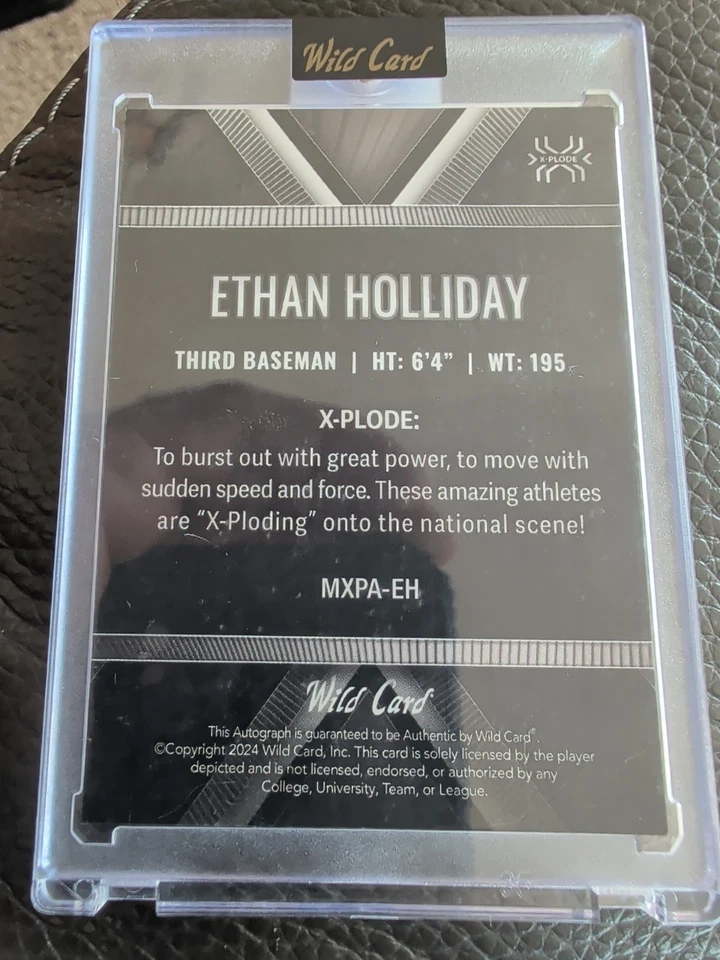 Wild Card
X-PLODE
ETHAN HOLLIDAY
THIRD BASEMAN | HT: 6'4" | WT: 195
X-PLODE:
To burst out with great power, to move with
sudden speed and force. These amazing athletes
are “X-Ploding” onto the national scene!
MXPA-EH
Wild Card®
This Autograph is guaranteed to be Authentic by Wild Card®.
©Copyright 2024 Wild Card, Inc. This card is solely licensed by the player
depicted and is not licensed, endorsed, or authorized by any
College, University, Team, or League.